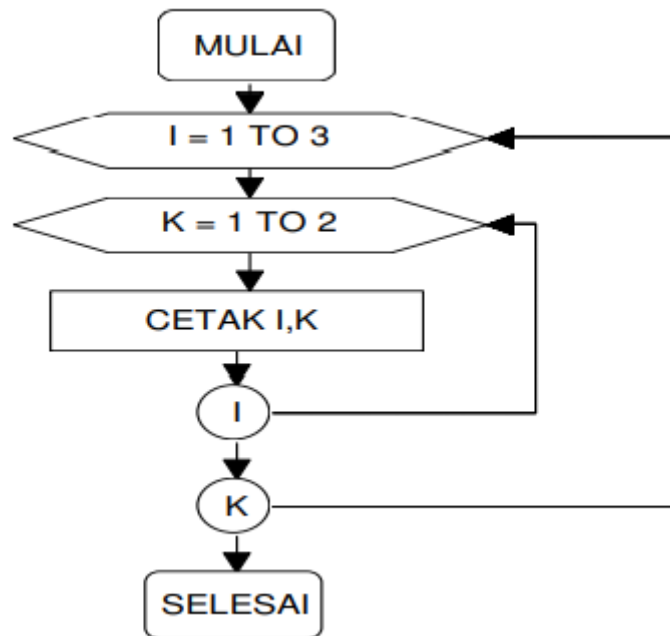 MULAI
I = 1 TO 3
K = 1 TO 2
CETAK I,K
I
K
SELESAI